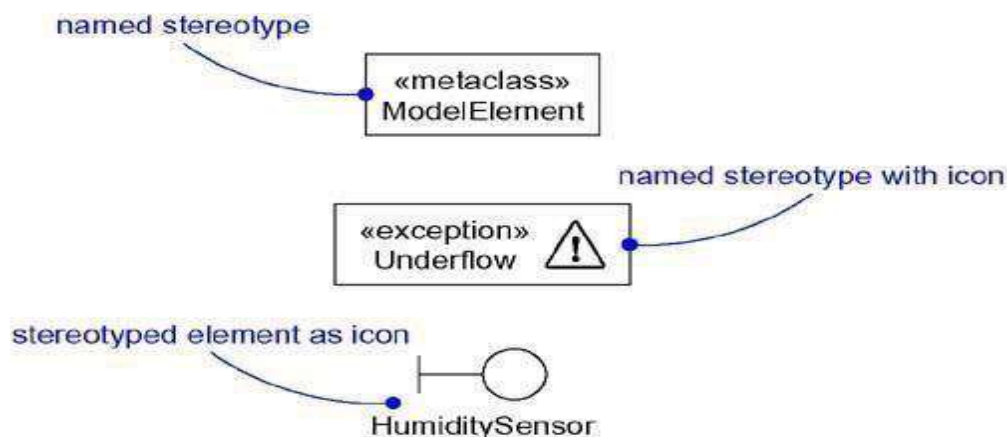 named stereotype
«metaclass»
ModelElement
named stereotype with icon
«exception»
Underflow
!
stereotyped element as icon
HumiditySensor